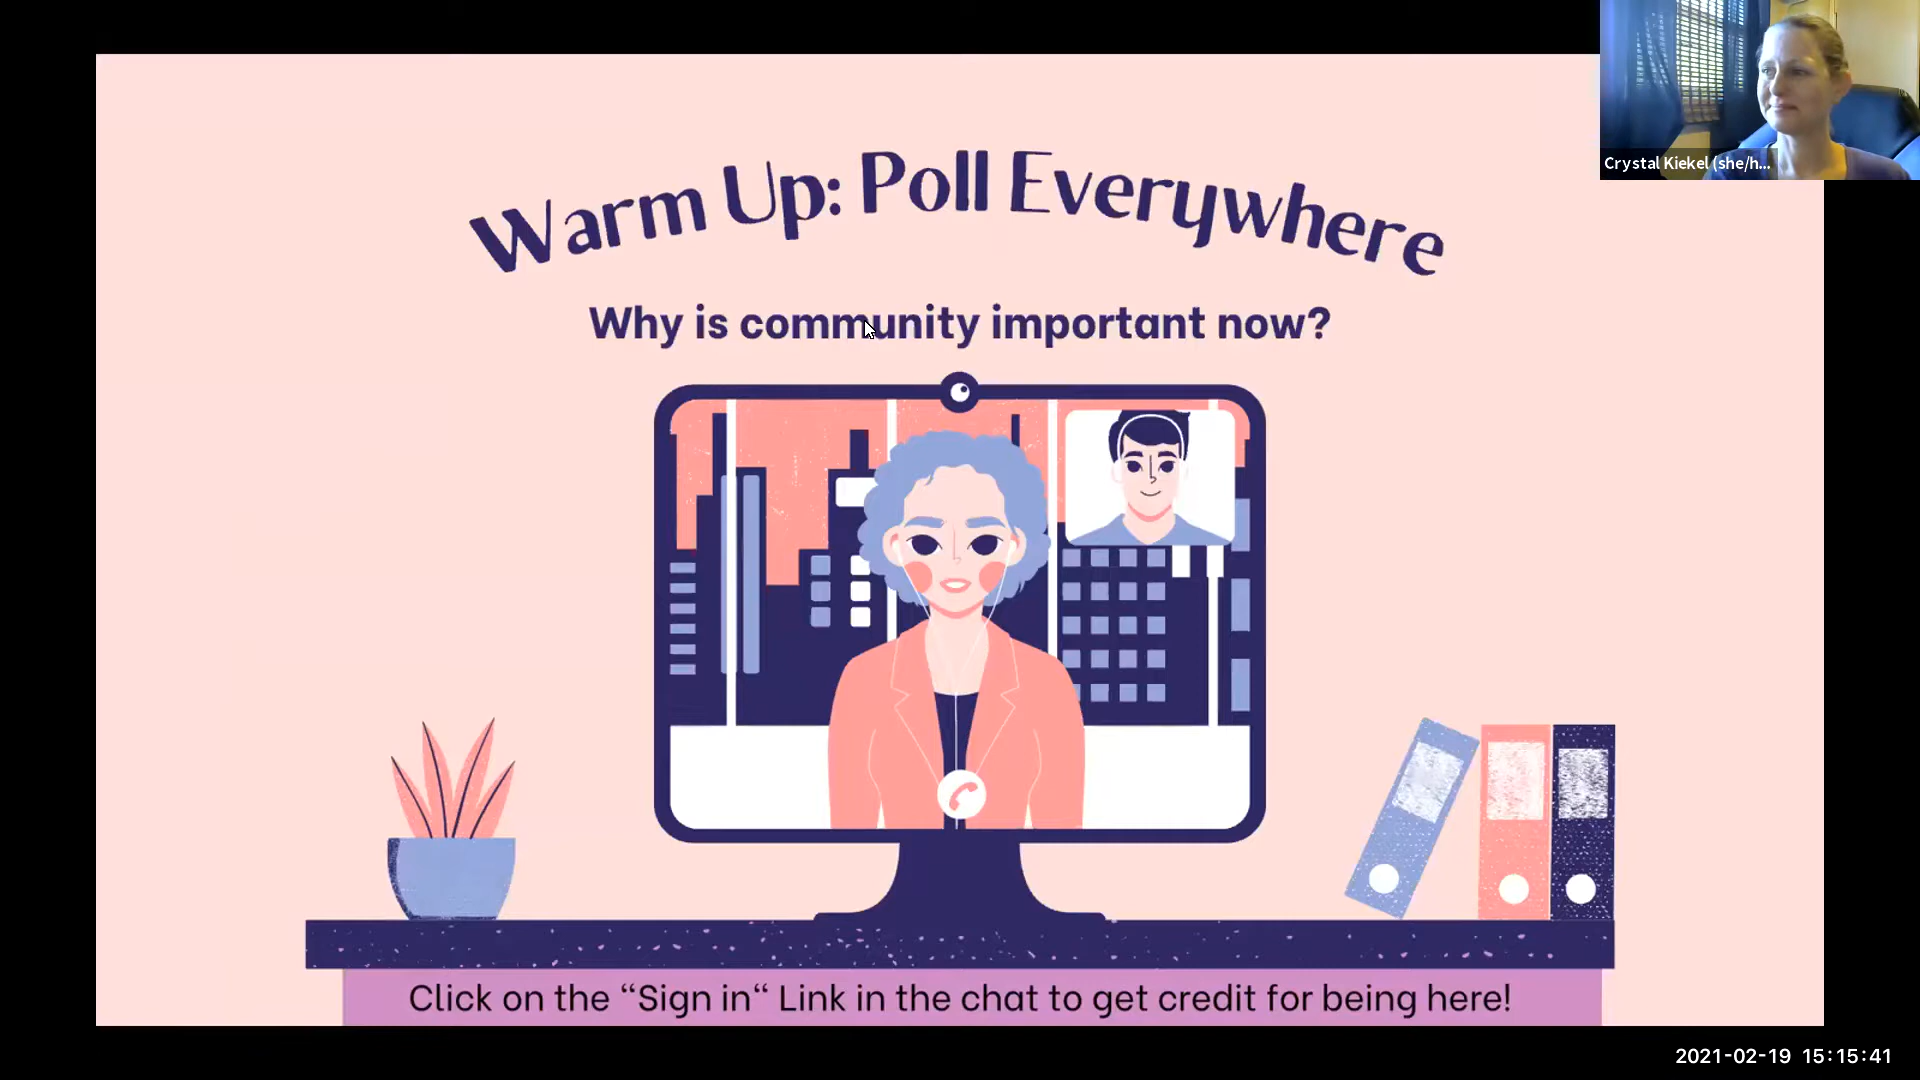 Warm Up: Poll Everywhere
Crystal Kiekel (she/h...
Why is community important now?
Click on the “Sign in“ Link in the chat to get credit for being here!
2021-02-19 15:15:41